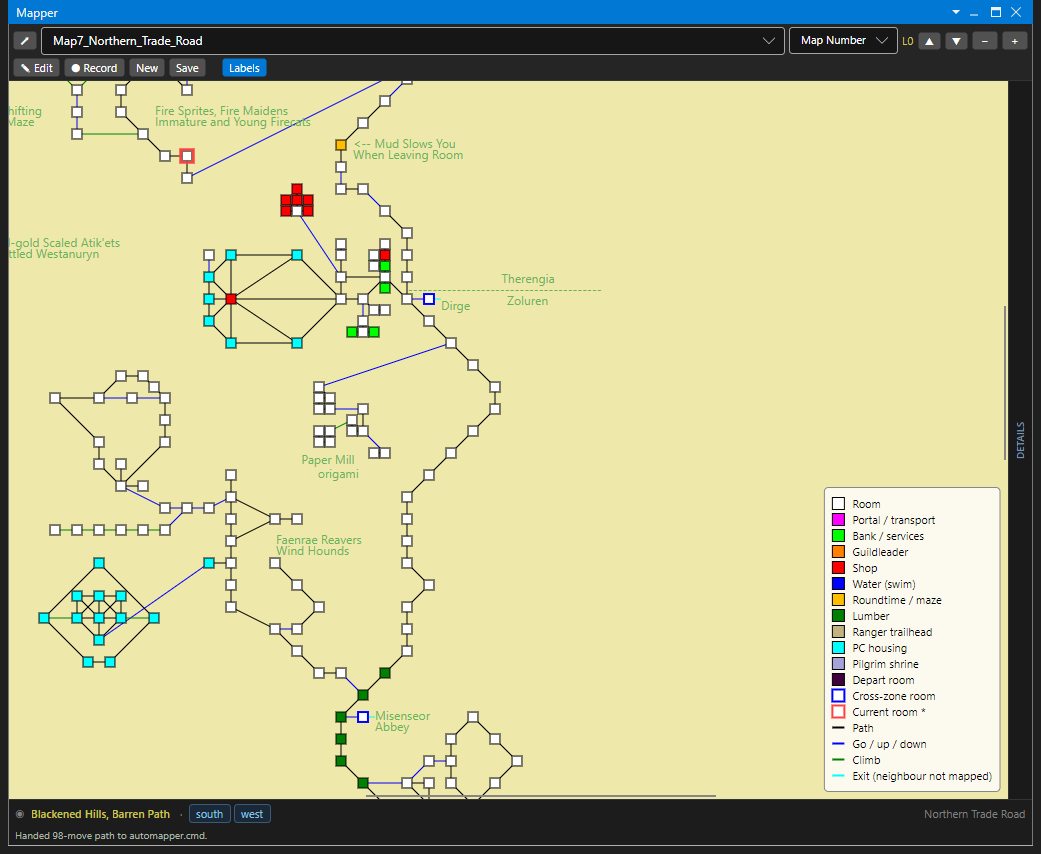 Mapper
Map7_Northern_Trade_Road
Map Number
L0
Edit
Record
New
Save
Labels
hifting
Maze
Fire Sprites, Fire Maidens
Immature and Young Firecats
<-- Mud Slows You
When Leaving Room
l-gold Scaled Atik'ets
ttled Westanuryn
Therengia
Zoluren
Dirge
Paper Mill
origami
Faenrae Reavers
Wind Hounds
Misenseor
Abbey
DETAILS
Room
Portal / transport
Bank / services
Guildleader
Shop
Water (swim)
Roundtime / maze
Lumber
Ranger trailhead
PC housing
Pilgrim shrine
Depart room
Cross-zone room
Current room *
Path
Go / up / down
Climb
Exit (neighbour not mapped)
Blackened Hills, Barren Path · south west
Northern Trade Road
Handed 98-move path to automapper.cmd.